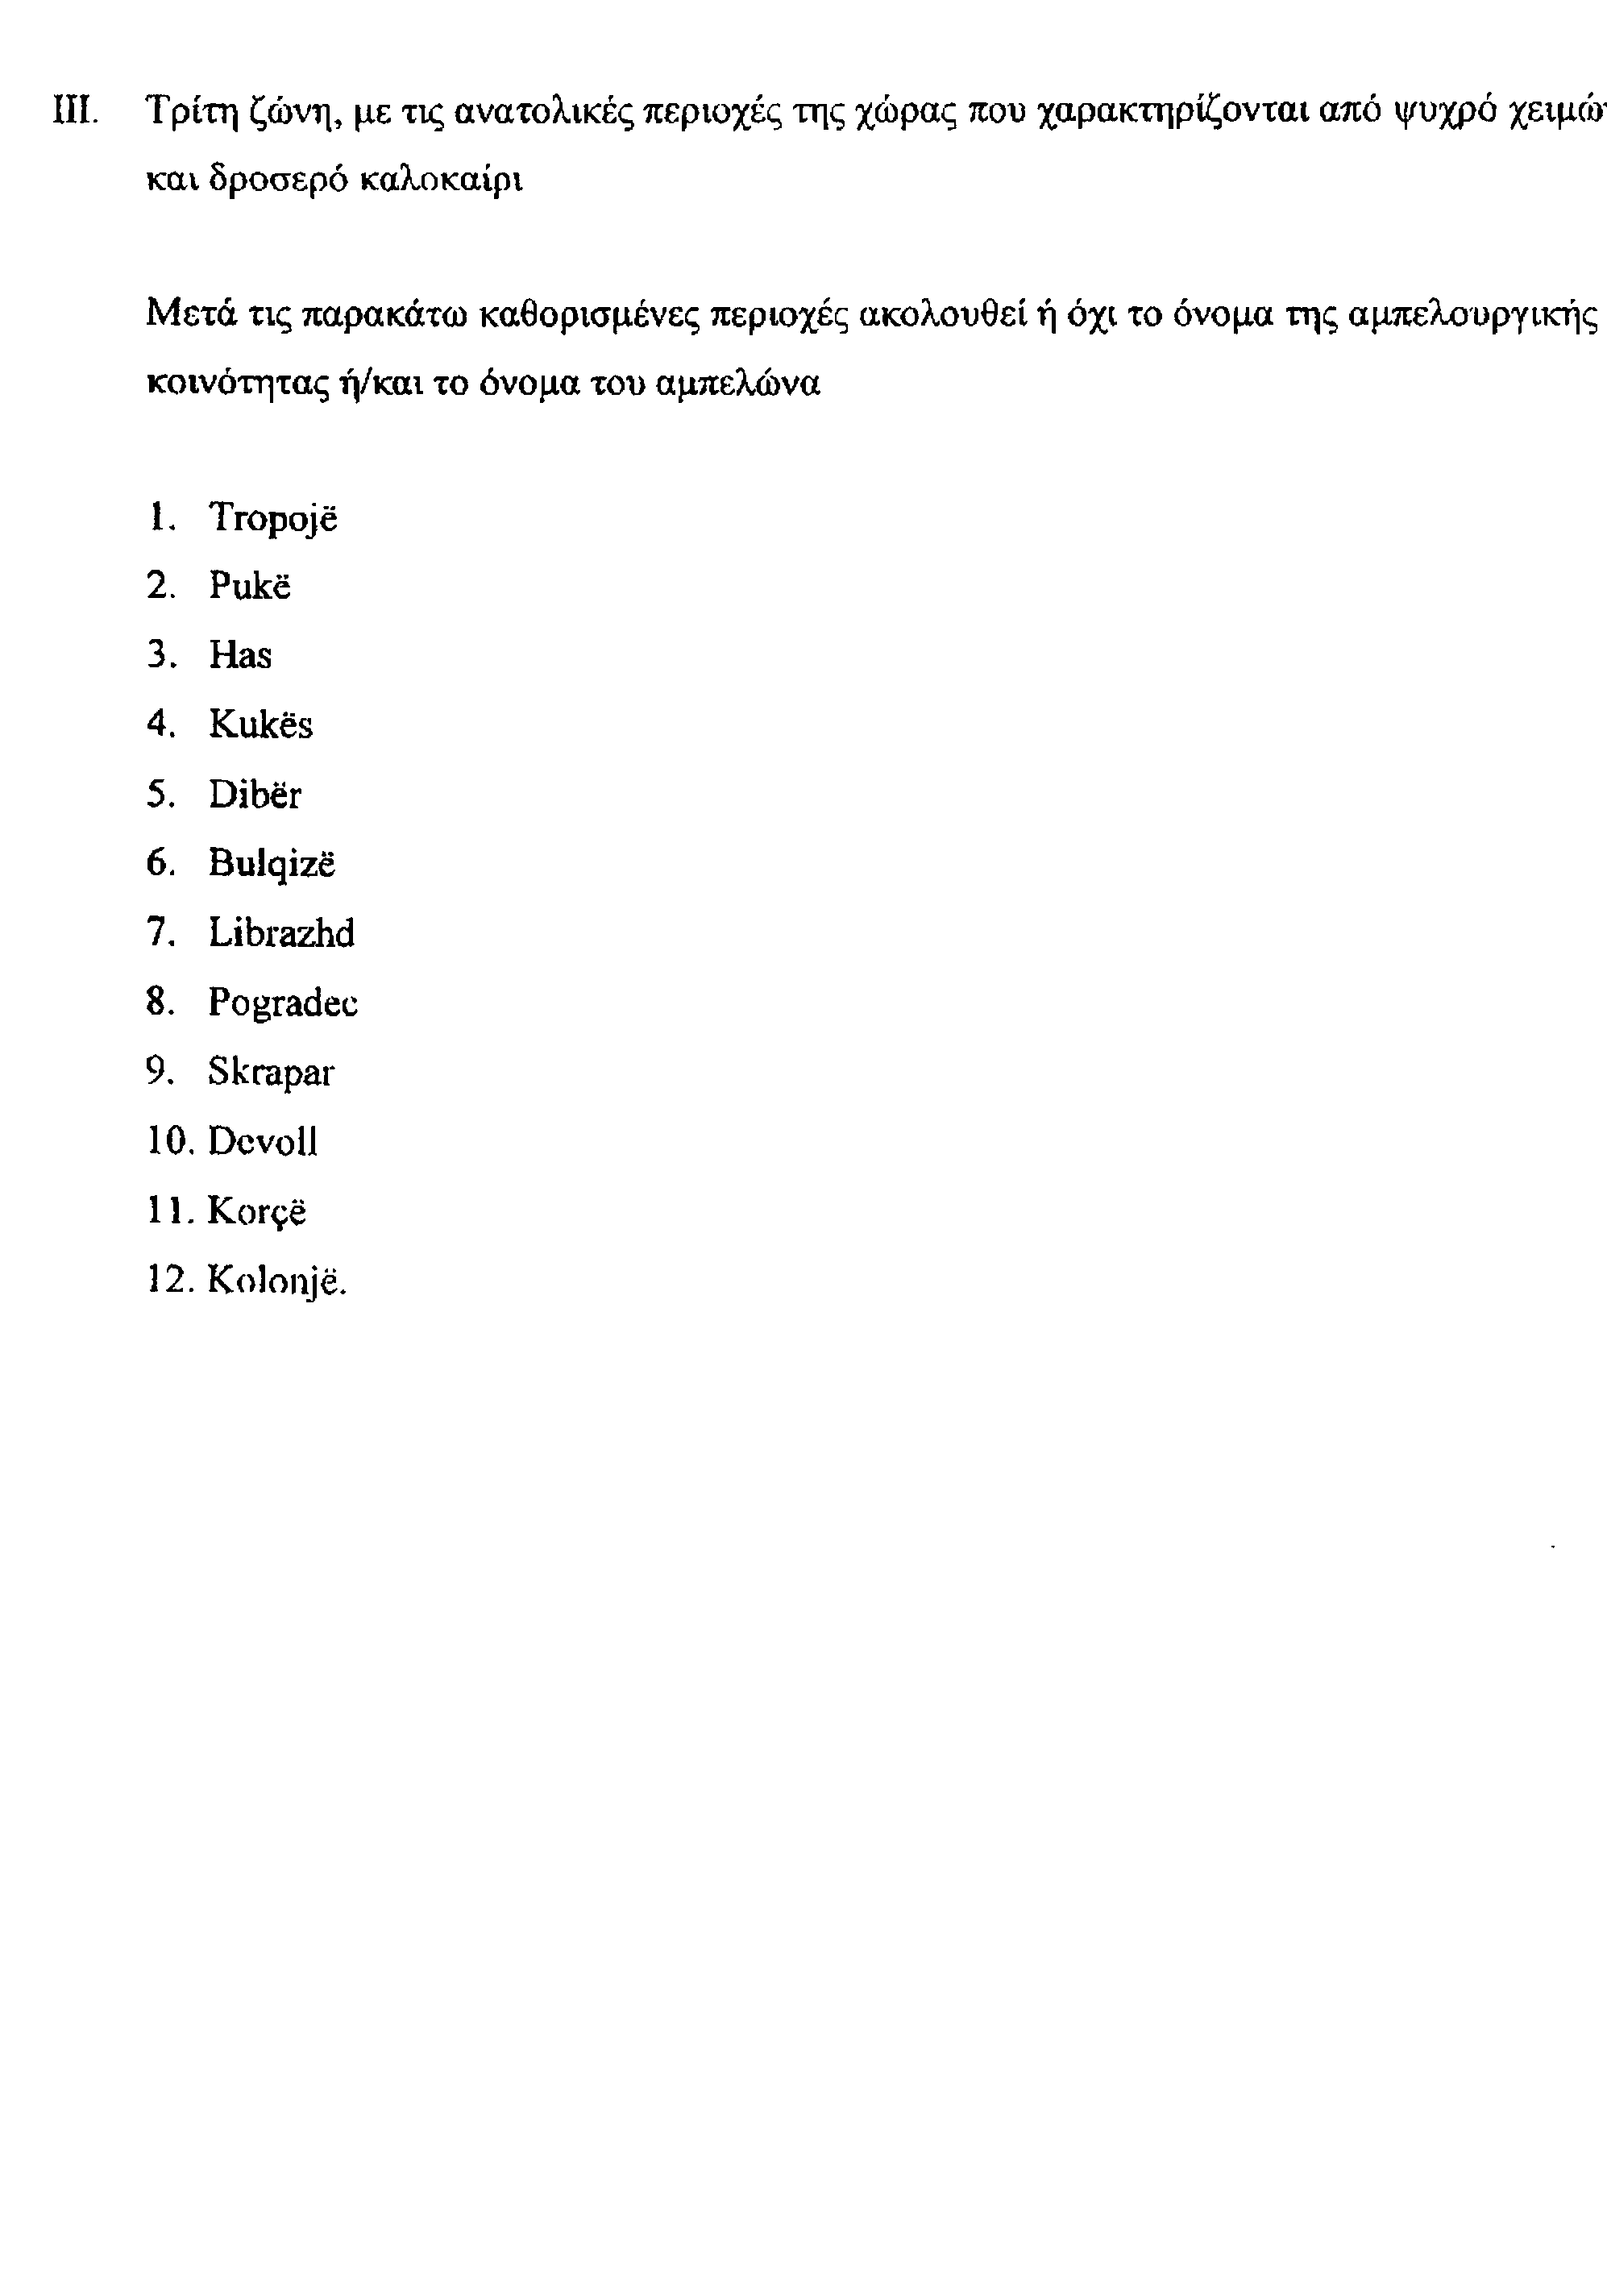 III. Τρίτη ζώνη, με τις ανατολικές περιοχές της χώρας που χαρακτηρίζονται από ψυχρό χειμώ
και δροσερό καλοκαίρι
Μετά τις παρακάτω καθορισμένες περιοχές ακολουθεί ή όχι το όνομα της αμπελουργικής
κοινότητας ή/και το όνομα του αμπελώνα
1. Tropojë
2. Pukë
3. Has
4. Kukës
5. Dibër
6. Bulqizë
7. Librazhd
8. Pogradec
9. Skrapar
10. Devoll
11. Korçë
12. Kolonjë.